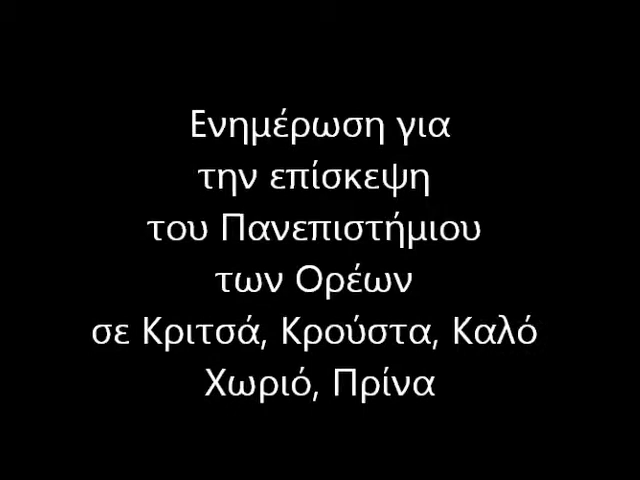 Ενημέρωση για
την επίσκεψη
του Πανεπιστήμιου
των Ορέων
σε Κριτσά, Κρούστα, Καλό
Χωριό, Πρίνα